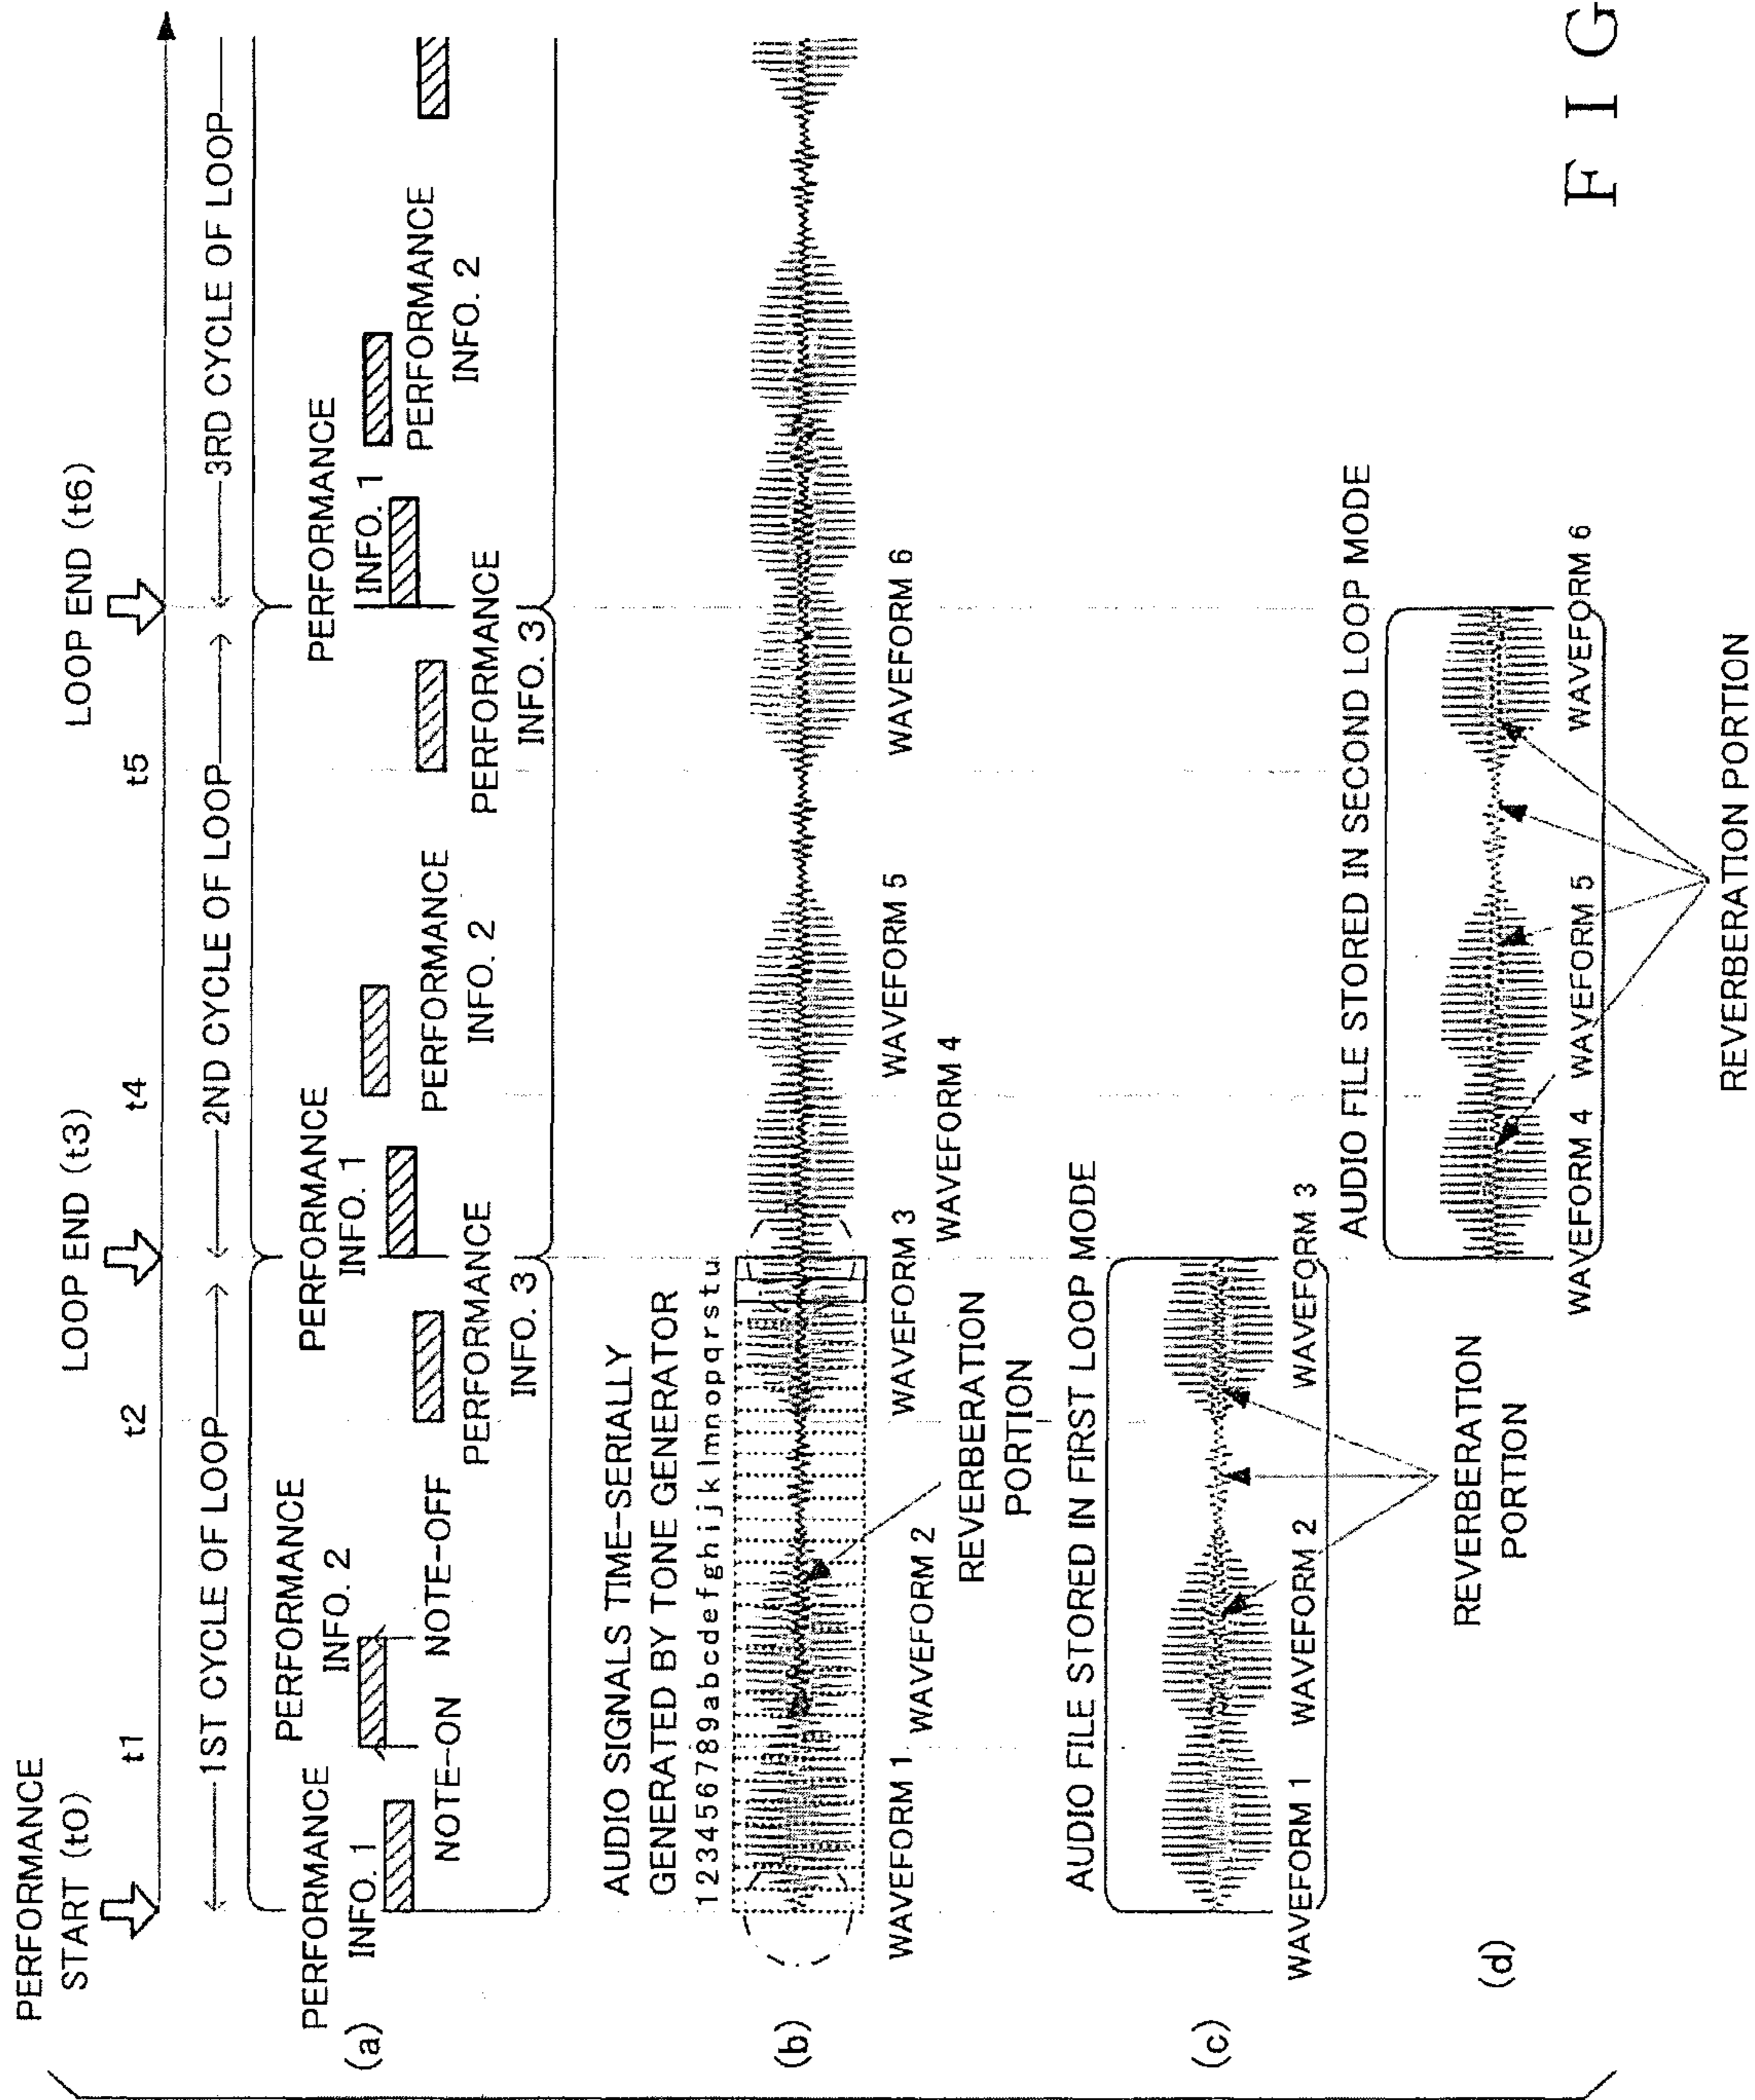 PERFORMANCE
START (t0)
t1
t2
LOOP END (t3)
t4
t5
LOOP END (t6)
1ST CYCLE OF LOOP
2ND CYCLE OF LOOP
3RD CYCLE OF LOOP
(a)
PERFORMANCE
INFO. 1
PERFORMANCE
INFO. 2
NOTE-ON
NOTE-OFF
PERFORMANCE
INFO. 3
PERFORMANCE
INFO. 1
PERFORMANCE
INFO. 2
PERFORMANCE
INFO. 3
PERFORMANCE
INFO. 1
PERFORMANCE
INFO. 2
(b)
AUDIO SIGNALS TIME-SERIALLY
GENERATED BY TONE GENERATOR
123456789abcdefghijklmnopqrstu
WAVEFORM 1
WAVEFORM 2
WAVEFORM 3
WAVEFORM 4
WAVEFORM 5
WAVEFORM 6
REVERBERATION
PORTION
(c)
AUDIO FILE STORED IN FIRST LOOP MODE
WAVEFORM 1
WAVEFORM 2
WAVEFORM 3
REVERBERATION
PORTION
(d)
AUDIO FILE STORED IN SECOND LOOP MODE
WAVEFORM 4
WAVEFORM 5
WAVEFORM 6
REVERBERATION PORTION
F I G